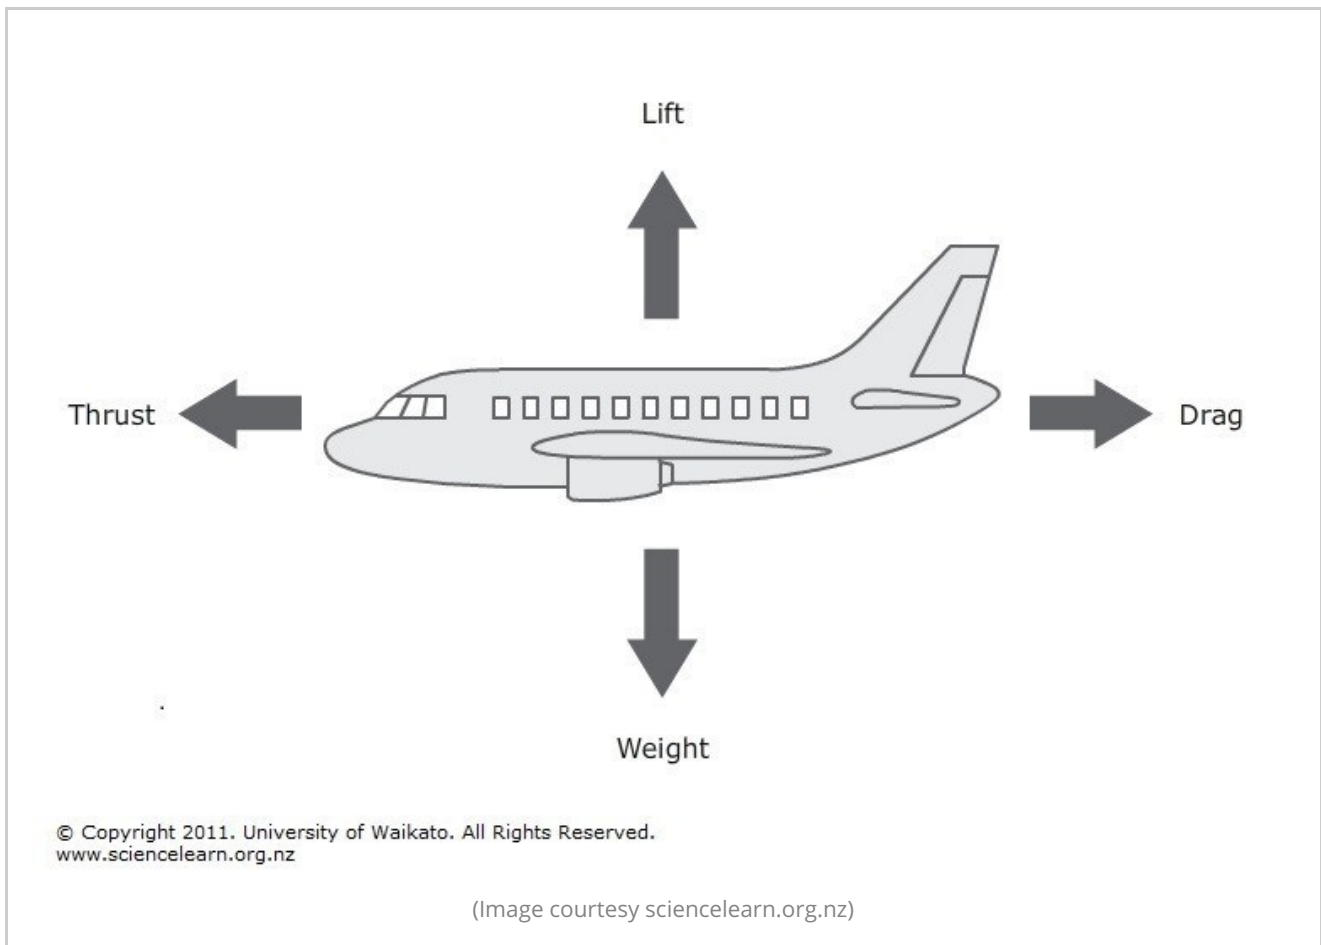 Lift
Thrust
Drag
Weight
© Copyright 2011. University of Waikato. All Rights Reserved.
www.sciencelearn.org.nz
(Image courtesy sciencelearn.org.nz)